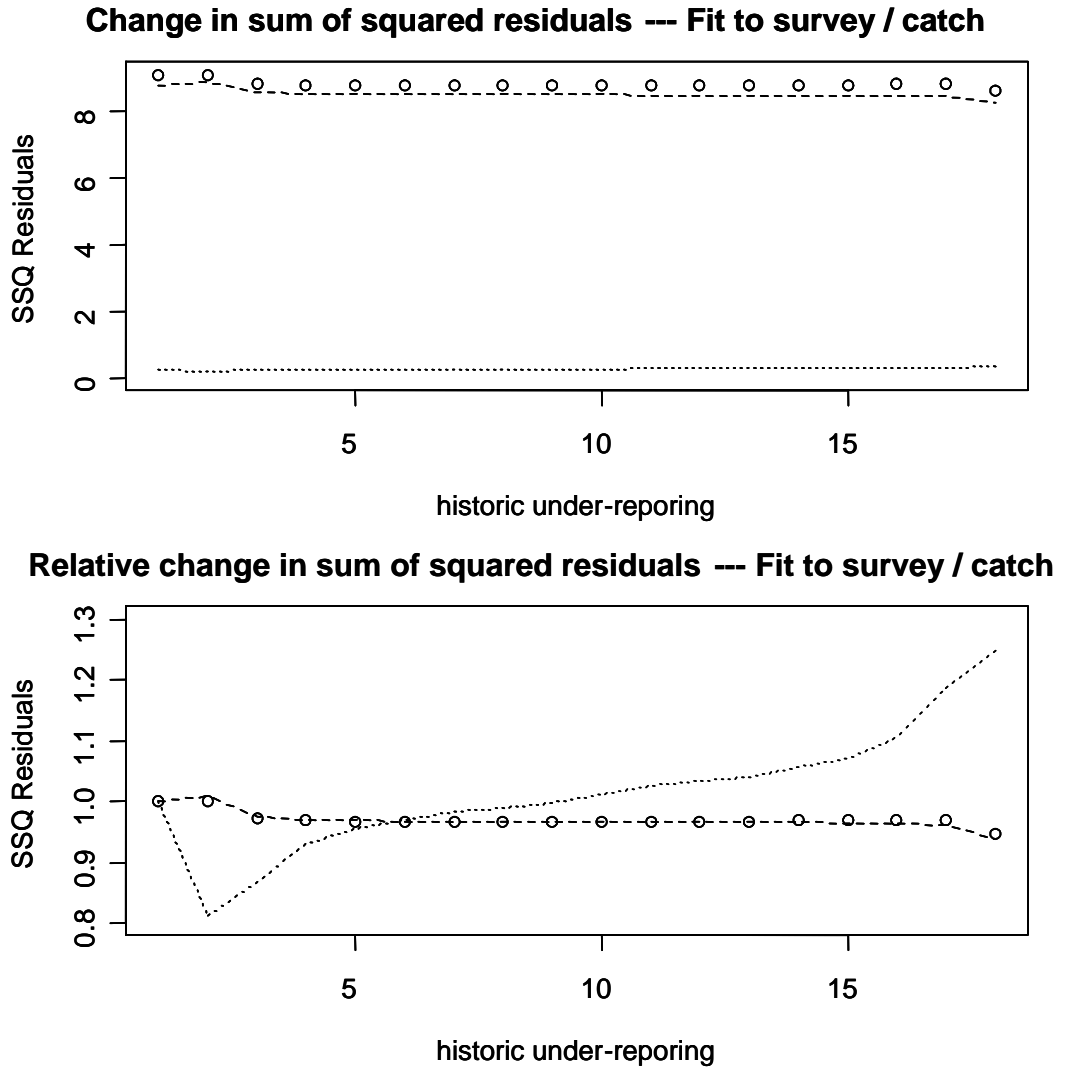 Change in sum of squared residuals --- Fit to survey / catch
SSQ Residuals
8
6
4
2
0
5 10 15
historic under-reporing
Relative change in sum of squared residuals --- Fit to survey / catch
SSQ Residuals
1.3
1.2
1.1
1.0
0.9
0.8
5 10 15
historic under-reporing